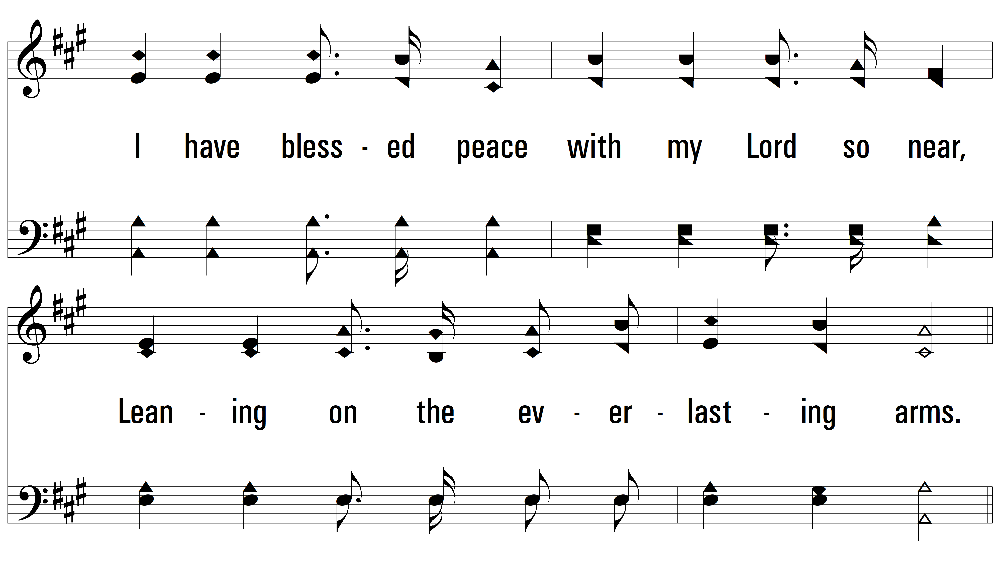 I have bless - ed peace with my Lord so near,
Lean - ing on the ev - er - last - ing arms.